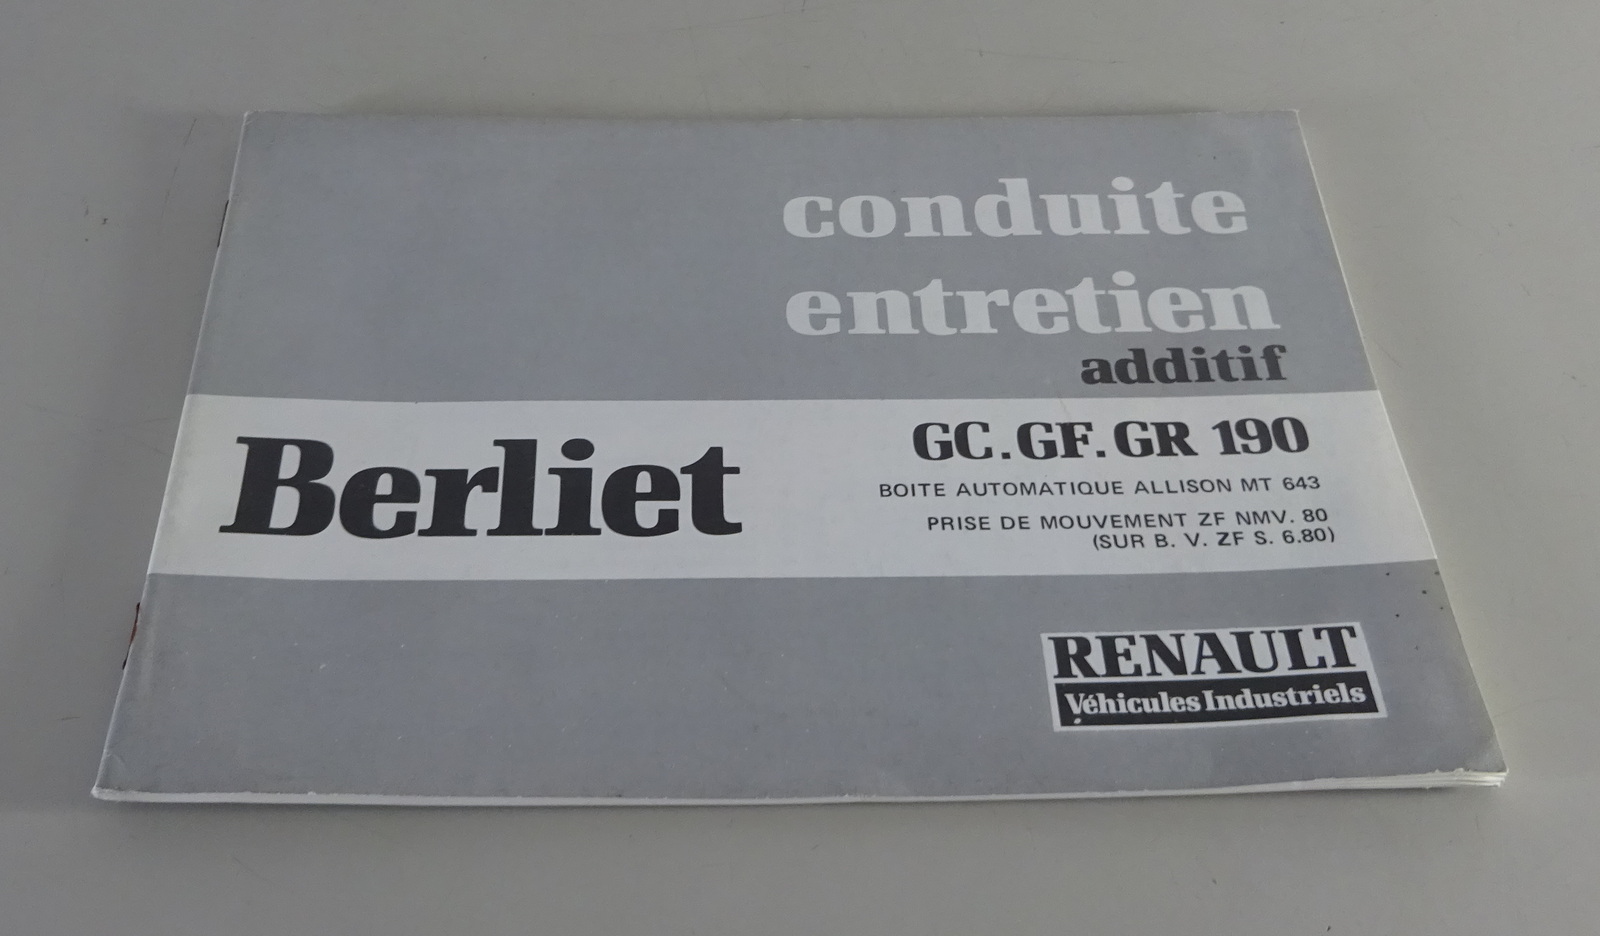 conduite
entretien
additif
Berliet
GC.GF.GR 190
BOITE AUTOMATIQUE ALLISON MT 643
PRISE DE MOUVEMENT ZF NMV. 80
(SUR B. V. ZF S. 6.80)
RENAULT
Véhicules Industriels